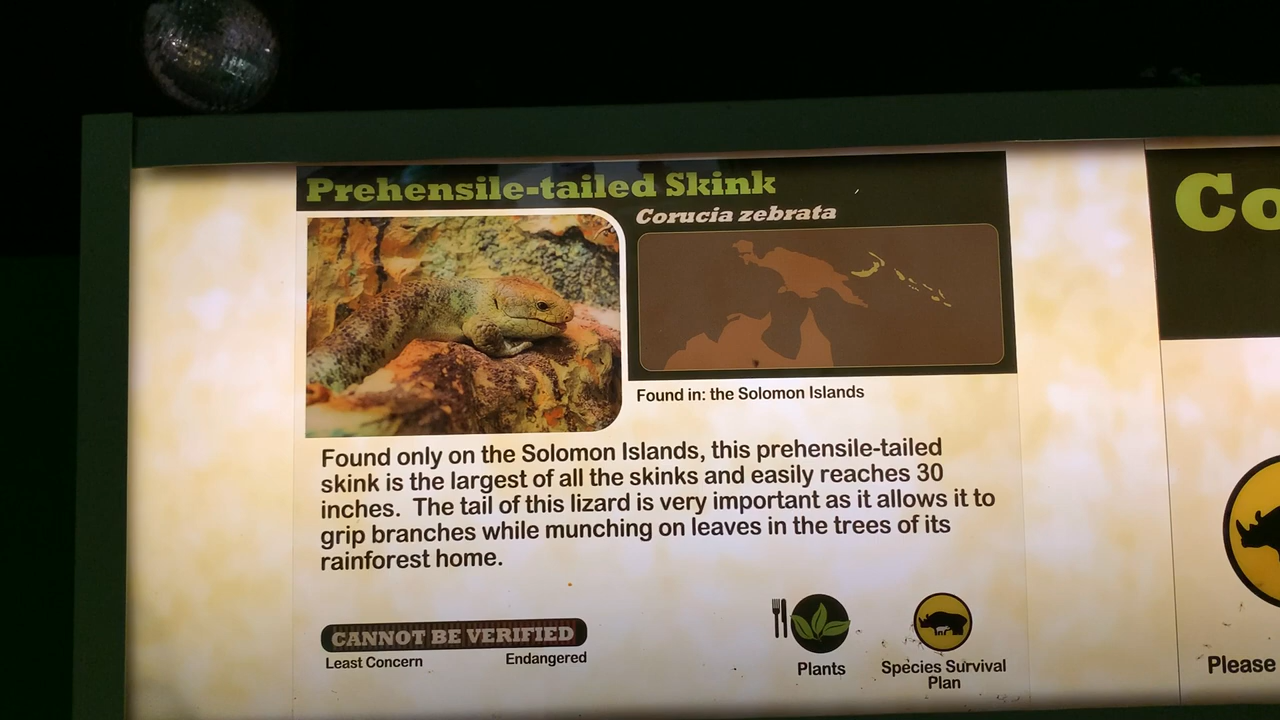 Prehensile-tailed Skink
Corucia zebrata
Found in: the Solomon Islands
Found only on the Solomon Islands, this prehensile-tailed
skink is the largest of all the skinks and easily reaches 30
inches. The tail of this lizard is very important as it allows it to
grip branches while munching on leaves in the trees of its
rainforest home.
CANNOT BE VERIFIED
Least Concern Endangered
Plants
Species Survival
Plan
Co
Please